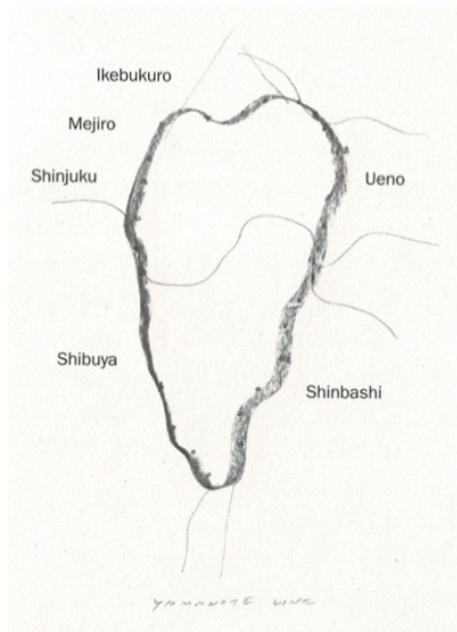 Ikebukuro
Mejiro
Shinjuku
Ueno
Shibuya
Shinbashi
YAMANOTE LINE